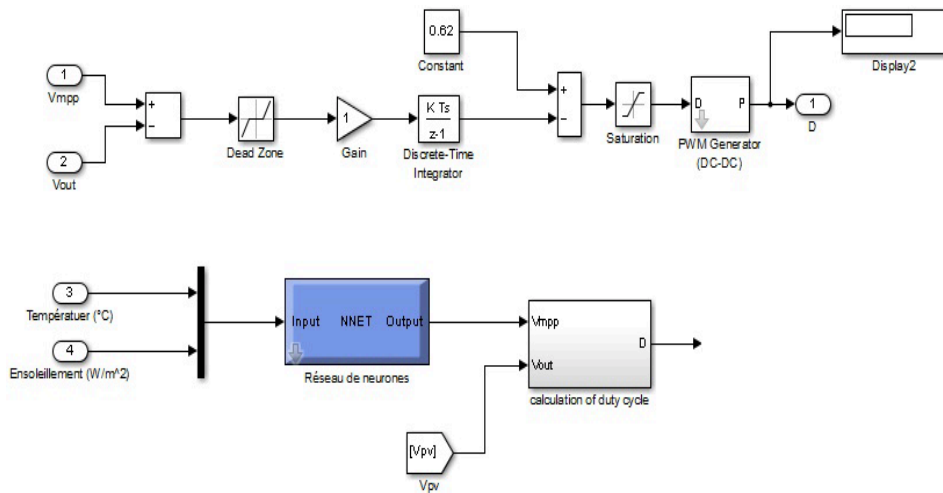 0.62
Constant
Display2
1
Vmpp
+
−
Dead Zone
1
Gain
K Ts
z-1
Discrete-Time
Integrator
+
−
Saturation
D P
PWM Generator
(DC-DC)
1
D
2
Vout
3
Températuer (°C)
4
Ensoleillement (W/m^2)
Input NNET Output
Réseau de neurones
Vmpp
D
Vout
calculation of duty cycle
[Vpv]
Vpv